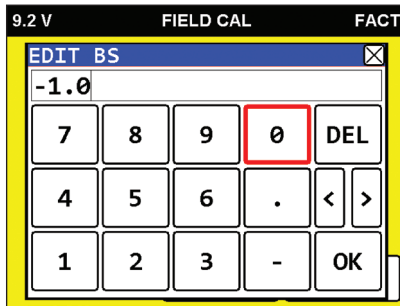 9.2 V FIELD CAL FACT
EDIT BS
-1.0
7 8 9 0 DEL
4 5 6 . < >
1 2 3 - OK